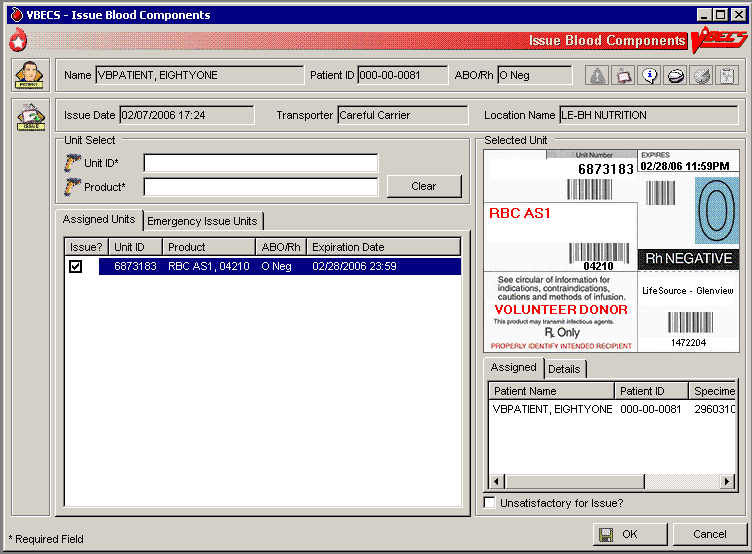 VBECS - Issue Blood Components
Issue Blood Components VBECS
PATIENT
Name VBPATIENT, EIGHTYONE Patient ID 000-00-0081 ABO/Rh O Neg
ISSUE
Issue Date 02/07/2006 17:24 Transporter Careful Carrier Location Name LE-BH NUTRITION
Unit Select
Unit ID*
Product*
Clear
Assigned Units Emergency Issue Units
Issue? Unit ID Product ABO/Rh Expiration Date
6873183 RBC AS1, 04210 O Neg 02/28/2006 23:59
Selected Unit
Unit Number
6873183
EXPIRES
02/28/06 11:59PM
RBC AS1
04210
O
Rh NEGATIVE
See circular of information for
indications, contraindications,
cautions and methods of infusion.
VOLUNTEER DONOR
This product may transmit infectious agents.
Rx Only
PROPERLY IDENTIFY INTENDED RECIPIENT
LifeSource - Glenview
1472204
Assigned Details
Patient Name Patient ID Specime
VBPATIENT, EIGHTYONE 000-00-0081 2960310
Unsatisfactory for Issue?
* Required Field
OK Cancel